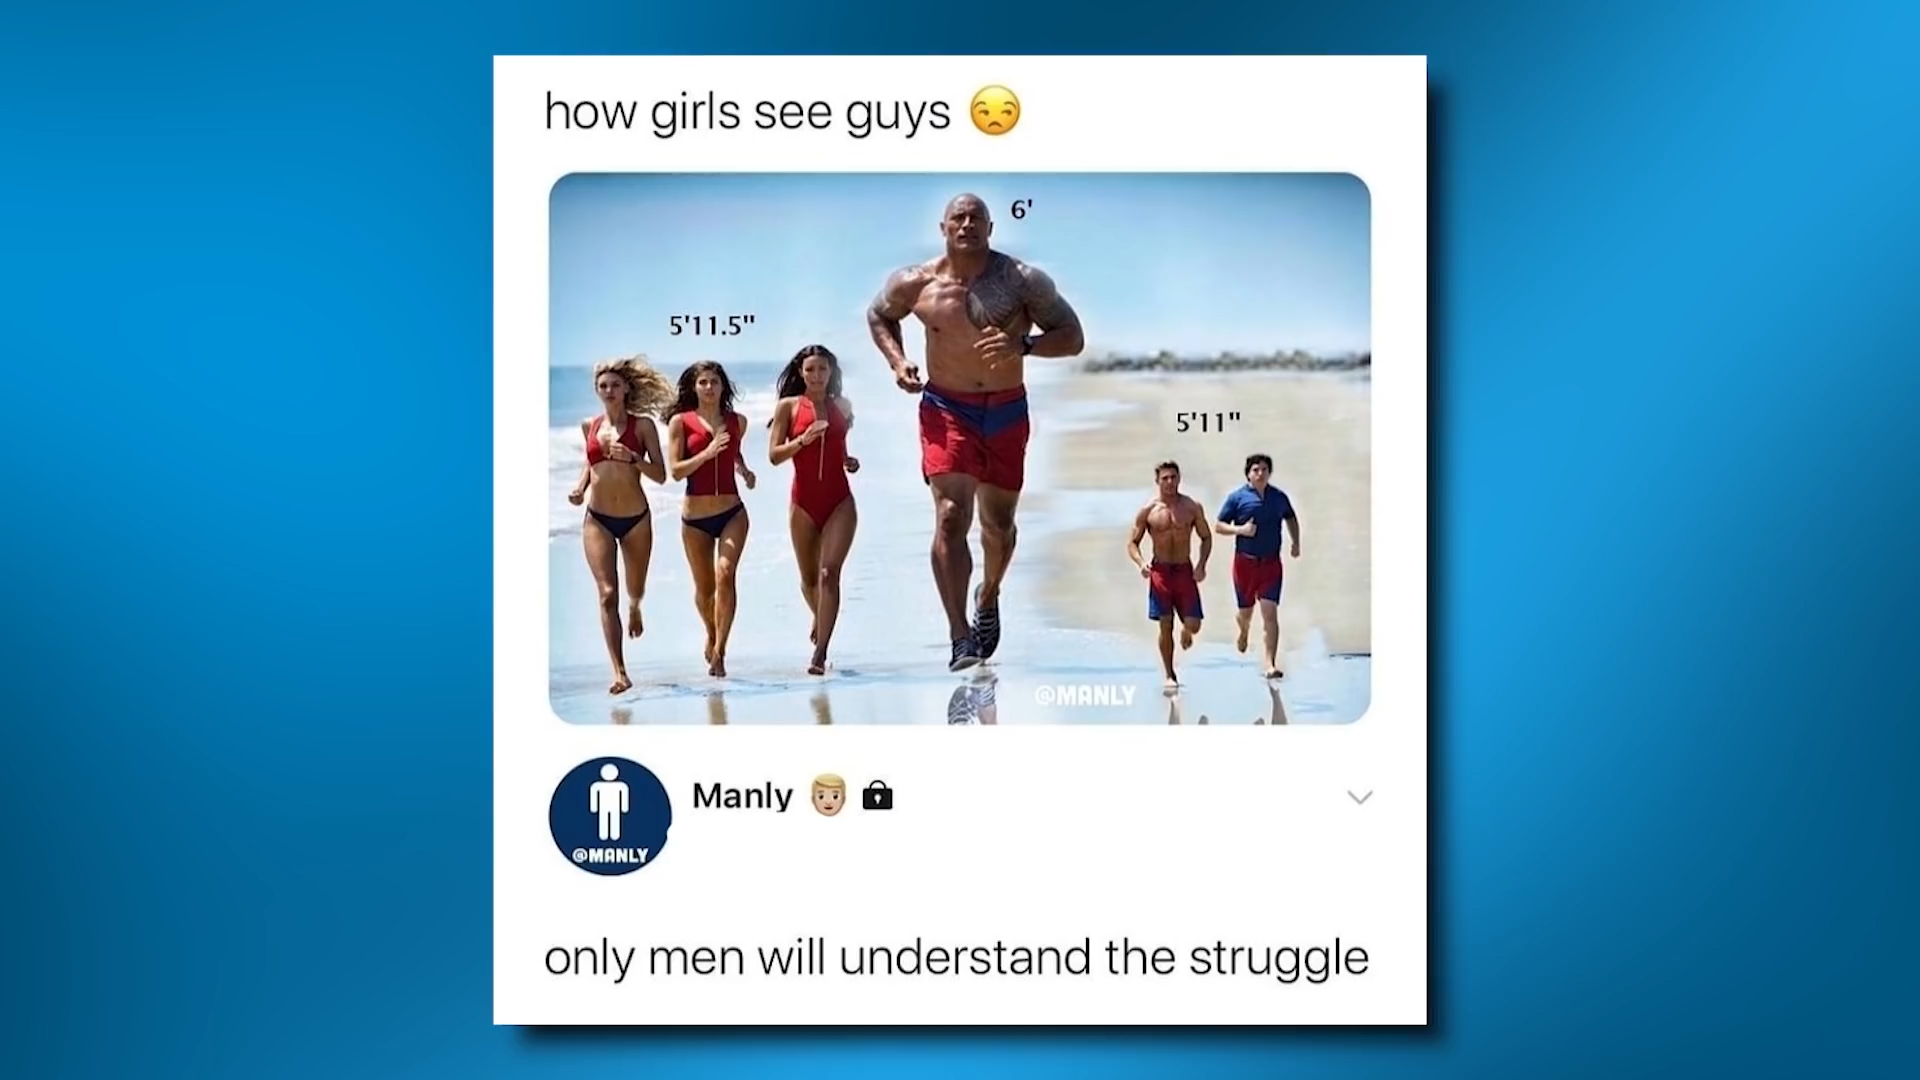 how girls see guys 😒
6'
5'11.5"
5'11"
@MANLY
Manly 👨🏼 🔒
@MANLY
only men will understand the struggle